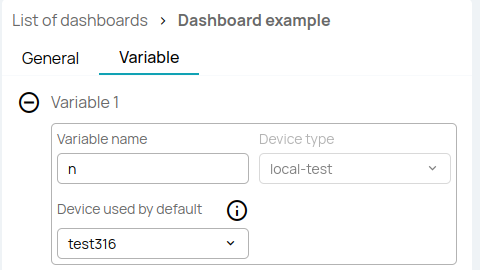 List of dashboards > Dashboard example
General Variable
Variable 1
Variable name Device type
n local-test
Device used by default
test316